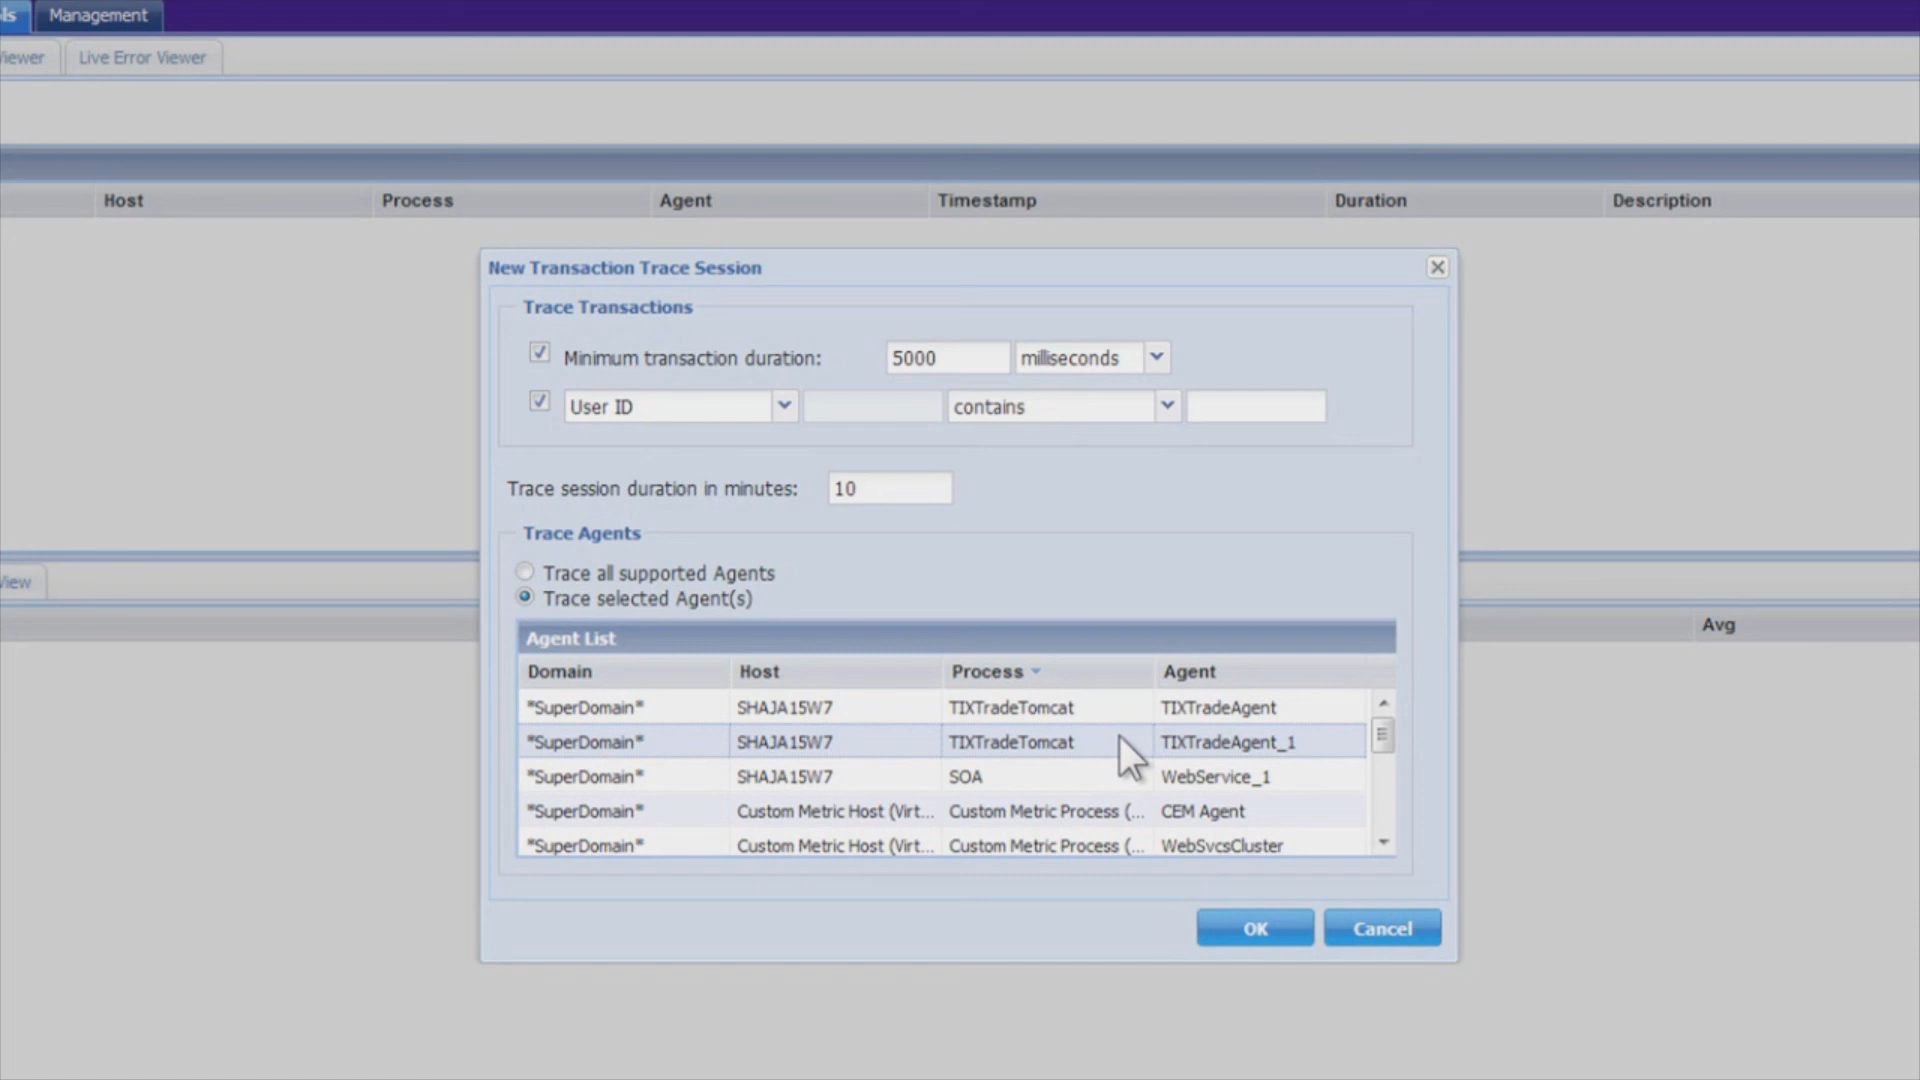 ls Management
Viewer Live Error Viewer
Host Process Agent Timestamp Duration Description
New Transaction Trace Session
Trace Transactions
Minimum transaction duration: 5000 milliseconds
User ID contains
Trace session duration in minutes: 10
Trace Agents
Trace all supported Agents
View
Trace selected Agent(s)
Avg
Agent List
Domain Host Process Agent
*SuperDomain* SHAJA15W7 TIXTradeTomcat TIXTradeAgent
*SuperDomain* SHAJA15W7 TIXTradeTomcat TIXTradeAgent_1
*SuperDomain* SHAJA15W7 SOA WebService_1
*SuperDomain* Custom Metric Host (Virt... Custom Metric Process (... CEM Agent
*SuperDomain* Custom Metric Host (Virt... Custom Metric Process (... WebSvcsCluster
OK Cancel